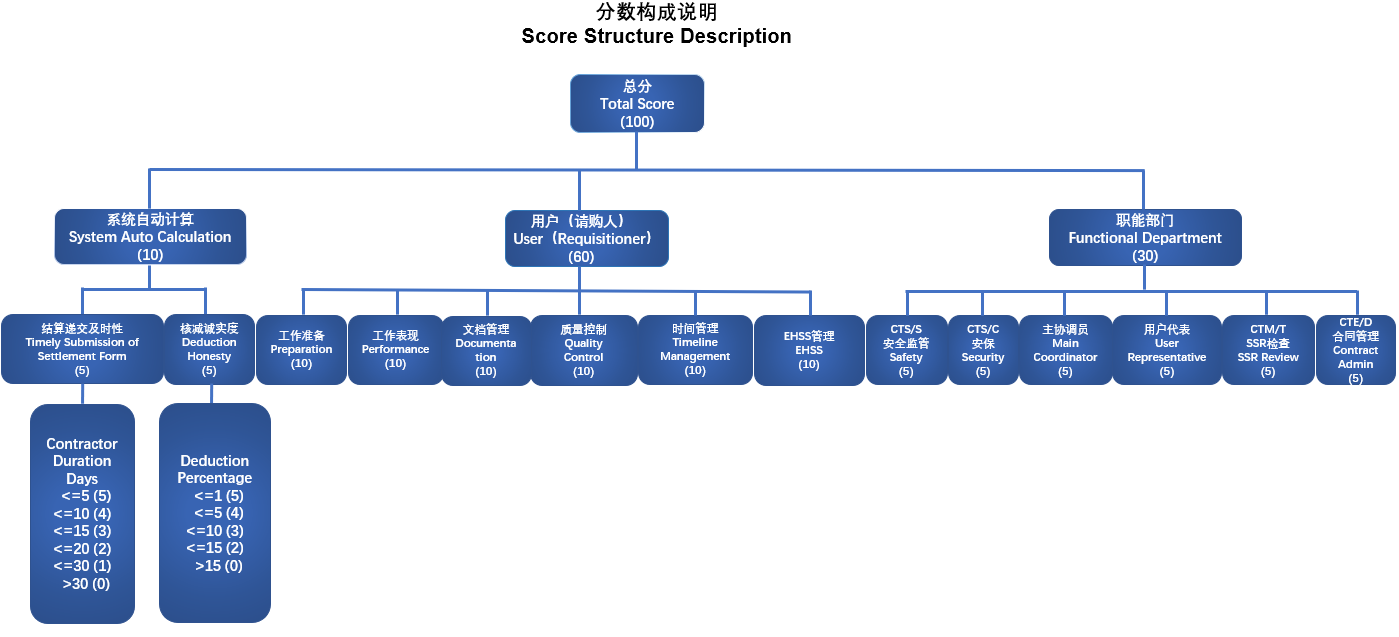 分数构成说明
Score Structure Description
总分
Total Score
(100)
系统自动计算
System Auto Calculation
(10)
用户（请购人）
User（Requisitioner）
(60)
职能部门
Functional Department
(30)
结算递交及时性
Timely Submission of
Settlement Form
(5)
核减诚实度
Deduction
Honesty
(5)
工作准备
Preparation
(10)
工作表现
Performance
(10)
文档管理
Documenta
tion
(10)
质量控制
Quality
Control
(10)
时间管理
Timeline
Management
(10)
EHSS管理
EHSS
(10)
CTS/S
安全监管
Safety
(5)
CTS/C
安保
Security
(5)
主协调员
Main
Coordinator
(5)
用户代表
User
Representative
(5)
CTM/T
SSR检查
SSR Review
(5)
CTE/D
合同管理
Contract
Admin
(5)
Contractor
Duration
Days
<=5 (5)
<=10 (4)
<=15 (3)
<=20 (2)
<=30 (1)
>30 (0)
Deduction
Percentage
<=1 (5)
<=5 (4)
<=10 (3)
<=15 (2)
>15 (0)